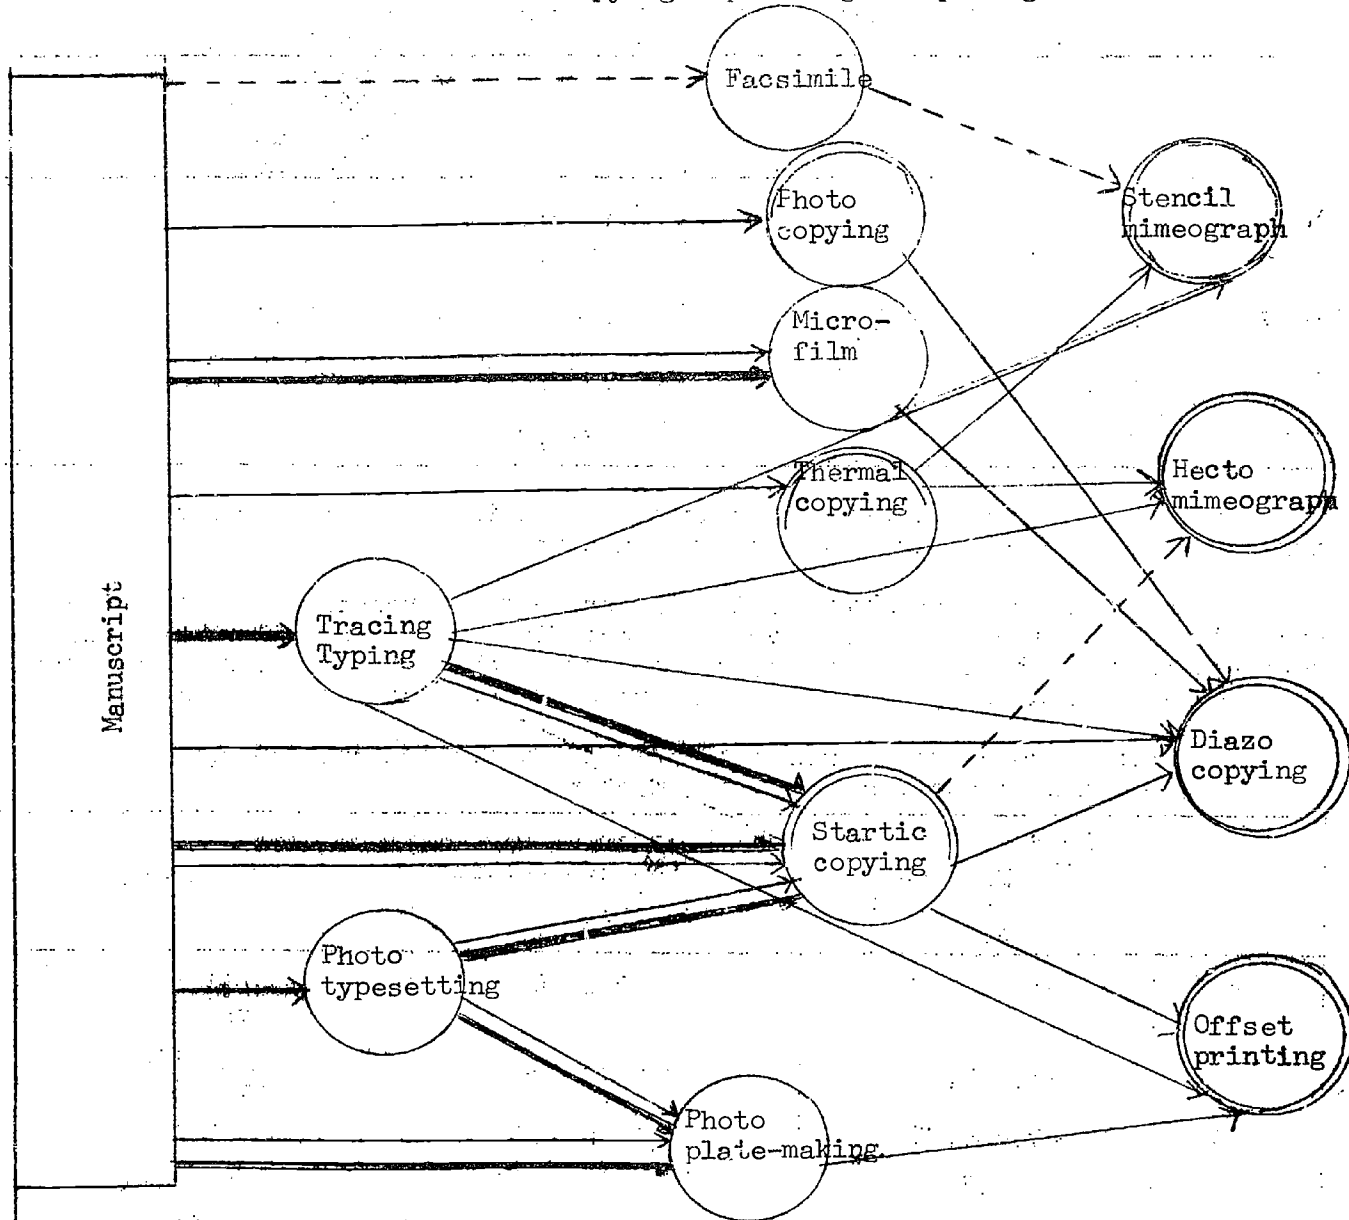 Facsimile
Photo
copying
Stencil
mimeograph
Micro-
film
Thermal
copying
Hecto
mimeograph
Manuscript
Tracing
Typing
Diazo
copying
Startic
copying
Photo
typesetting
Offset
printing
Photo
plate-making